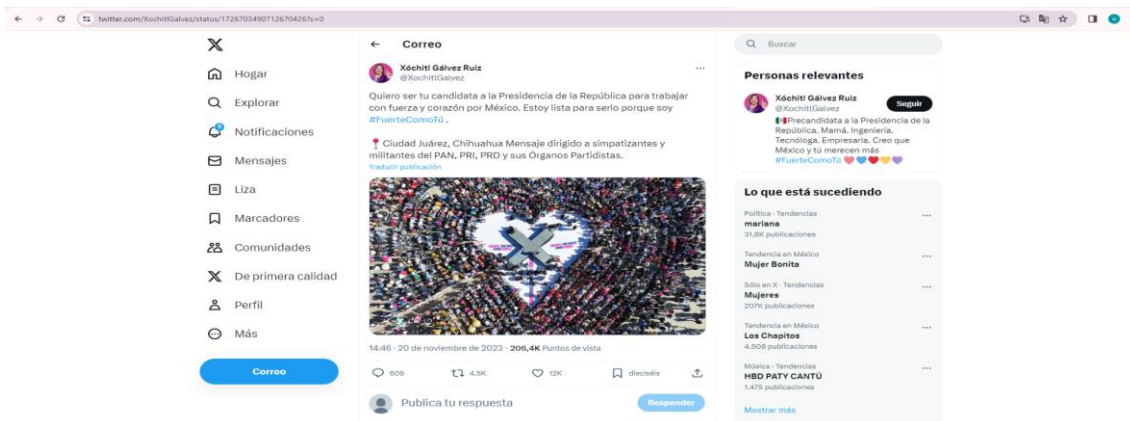 twitter.com/XochitlGalvez/status/1726703490712670426?s=0
Hogar
Explorar
Notificaciones
Mensajes
Liza
Marcadores
Comunidades
De primera calidad
Perfil
Más
Correo
Correo
Xóchitl Gálvez Ruiz
@XochitlGalvez
Quiero ser tu candidata a la Presidencia de la República para trabajar
con fuerza y corazón por México. Estoy lista para serlo porque soy
#FuerteComoTú .
Ciudad Juárez, Chihuahua Mensaje dirigido a simpatizantes y
militantes del PAN, PRI, PRD y sus Órganos Partidistas.
Traducir publicación
14:46 · 20 de noviembre de 2023 · 206,4K Puntos de vista
609 4.5K 12K dieciséis
Publica tu respuesta
Responder
Buscar
Personas relevantes
Xóchitl Gálvez Ruiz
@XochitlGalvez
Seguir
Precandidata a la Presidencia de la
República. Mamá. Ingeniería.
Tecnóloga. Empresaria. Creo que
México y tú merecen más
#FuerteComoTú
Lo que está sucediendo
Política · Tendencias
mariana
31,8K publicaciones
Tendencia en México
Mujer Bonita
Sólo en X · Tendencias
Mujeres
207K publicaciones
Tendencia en México
Los Chapitos
4.508 publicaciones
Música · Tendencias
HBD PATY CANTÚ
1.475 publicaciones
Mostrar más